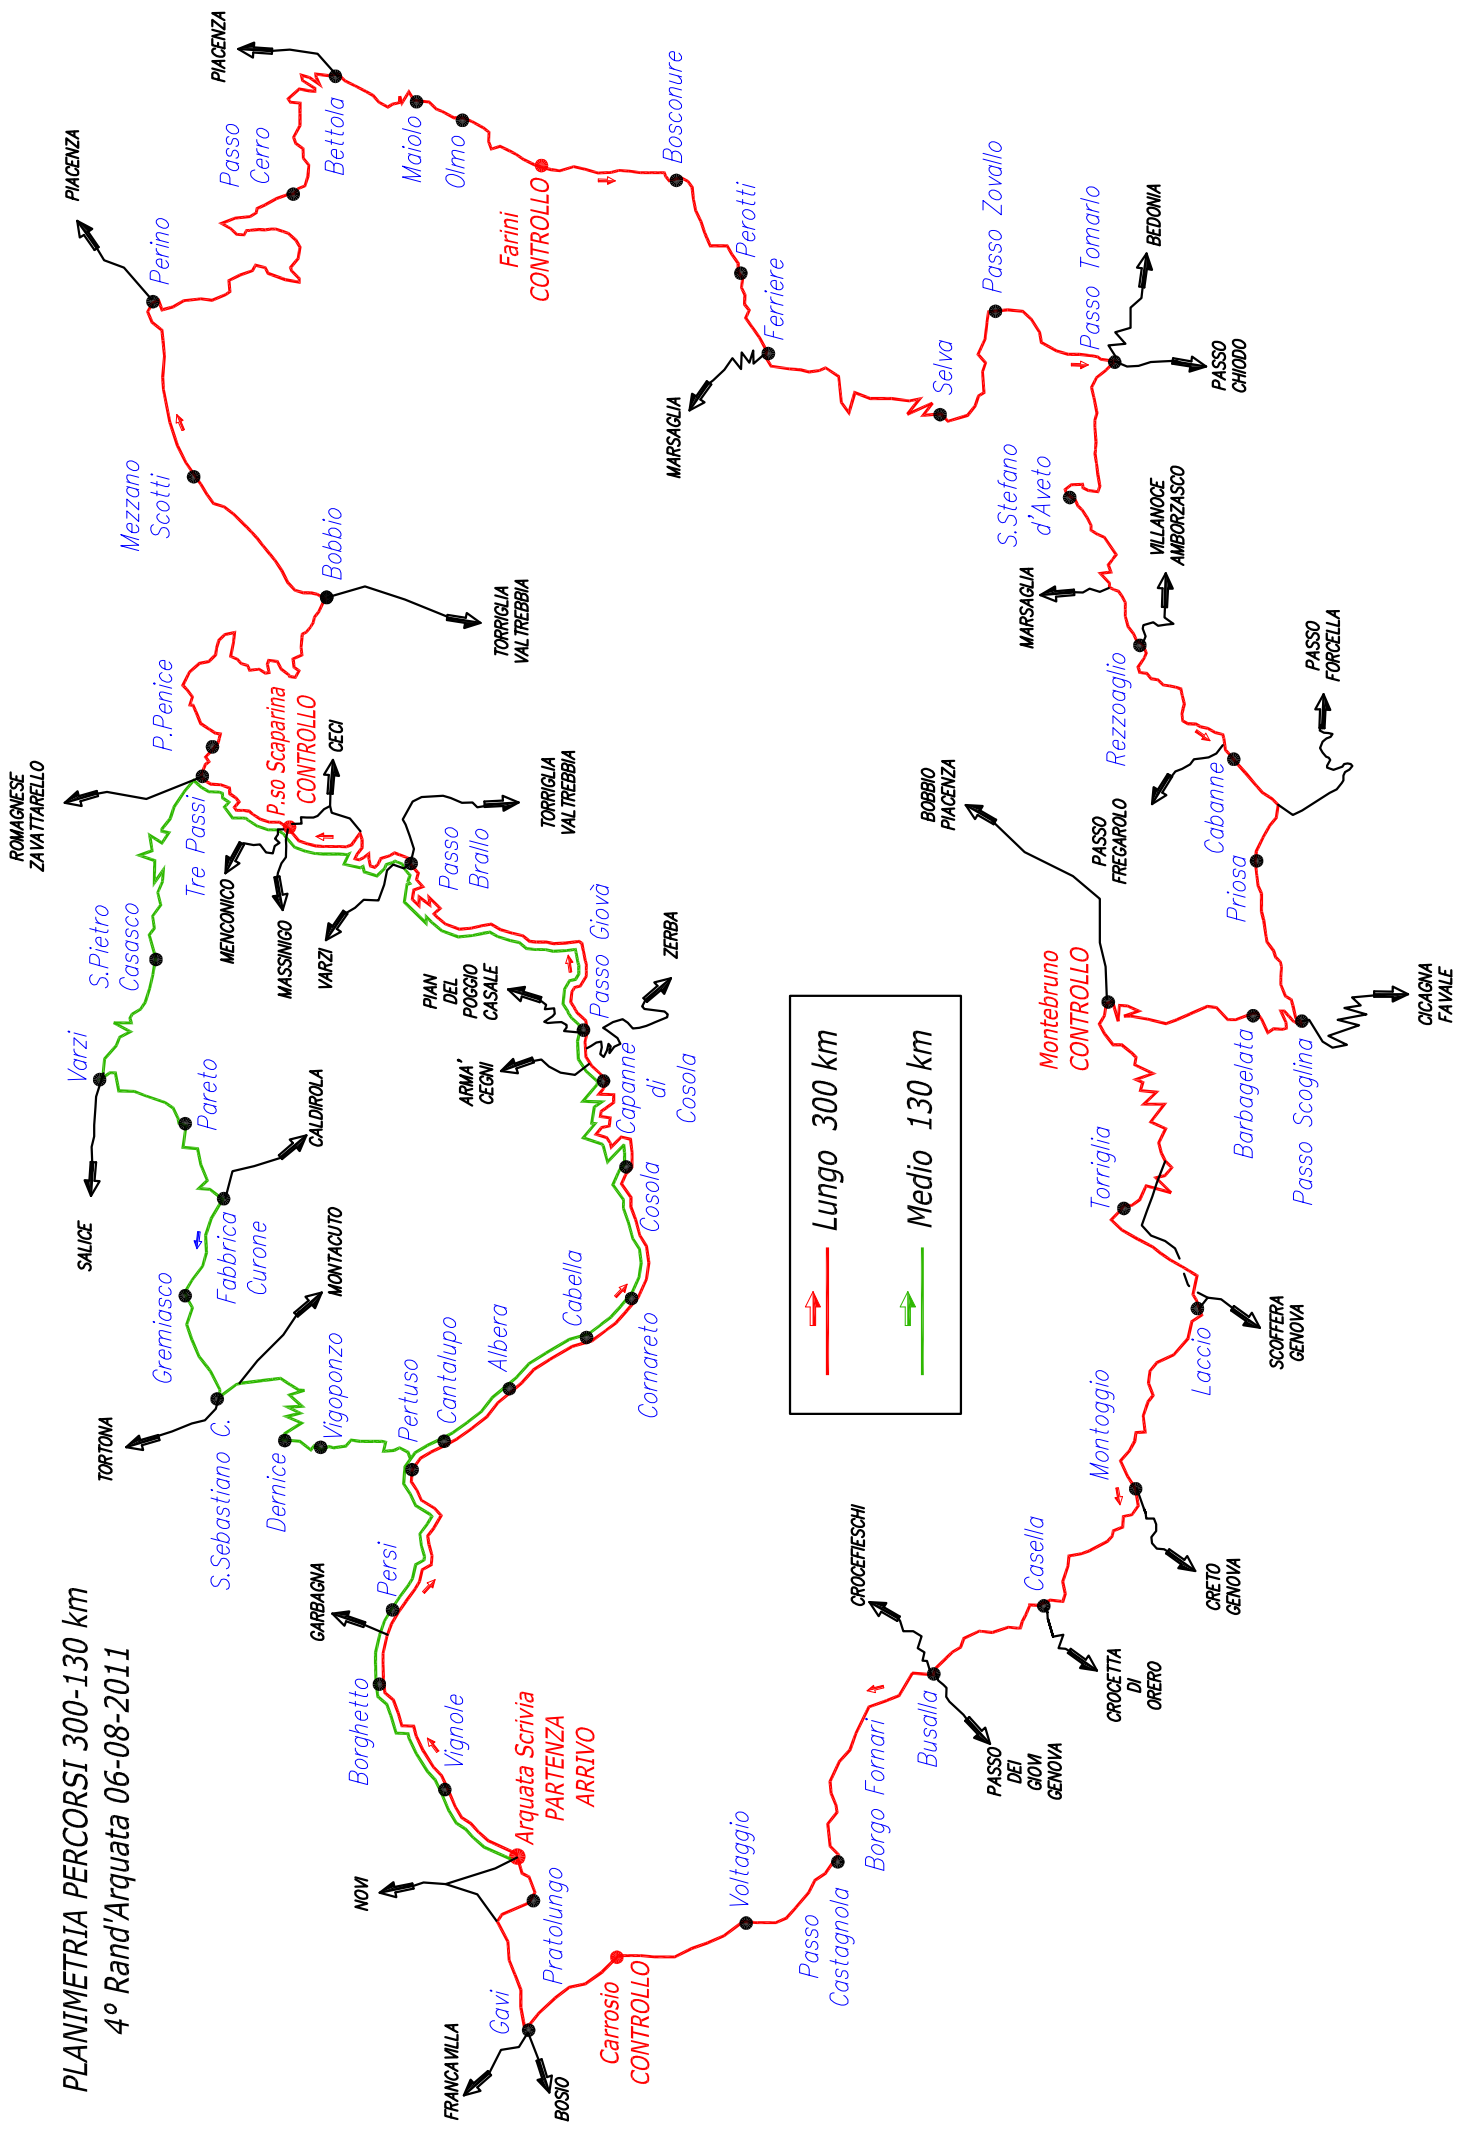 PLANIMETRIA PERCORSI 300-130 km
4° Rand'Arquata 06-08-2011
ROMAGNESE
ZAVATTARELLO
PIACENZA
PIACENZA
SALICE
Varzi
S.Pietro
Casasco
Tre Passi
P.Penice
Mezzano
Scotti
Perino
Passo
Cerro
Bettola
TORTONA
Gremiasco
Pareto
Fabbrica
Curone
CALDIROLA
MONTACUTO
S.Sebastiano C.
Dernice
Vigoponzo
MENCONICO
MASSINIGO
VARZI
P.so Scaparina
CONTROLLO
CECI
Bobbio
TORRIGLIA
VALTREBBIA
Maiolo
Olmo
Farini
CONTROLLO
GARBAGNA
Persi
Borghetto
Vignole
NOVI
Arquata Scrivia
PARTENZA
ARRIVO
Pertuso
Cantalupo
Albera
Cabella
Cornareto
Cosola
Capanne
di
Cosola
ARMA'
CEGNI
PIAN
DEL
POGGIO
CASALE
Passo Giovà
ZERBA
Passo
Brallo
TORRIGLIA
VALTREBBIA
Bosconure
Perotti
Ferriere
MARSAGLIA
FRANCAVILLA
Gavi
BOSIO
Pratolungo
Carrosio
CONTROLLO
Voltaggio
Passo
Castagnola
Borgo Fornari
Busalla
CROCEFIESCHI
PASSO
DEI
GIOVI
GENOVA
Casella
CROCETTA
DI
ORERO
Montoggio
CRETO
GENOVA
Laccio
SCOFFERA
GENOVA
Torriglia
Montebruno
CONTROLLO
BOBBIO
PIACENZA
Barbagelata
Passo Scoglina
CICAGNA
FAVALE
Priosa
Cabanne
PASSO
FREGAROLO
PASSO
FORCELLA
Rezzoaglio
MARSAGLIA
VILLANOCE
AMBORZASCO
S.Stefano
d'Aveto
Selva
Passo Zovallo
Passo Tomarlo
BEDONIA
PASSO
CHIODO
Lungo 300 km
Medio 130 km